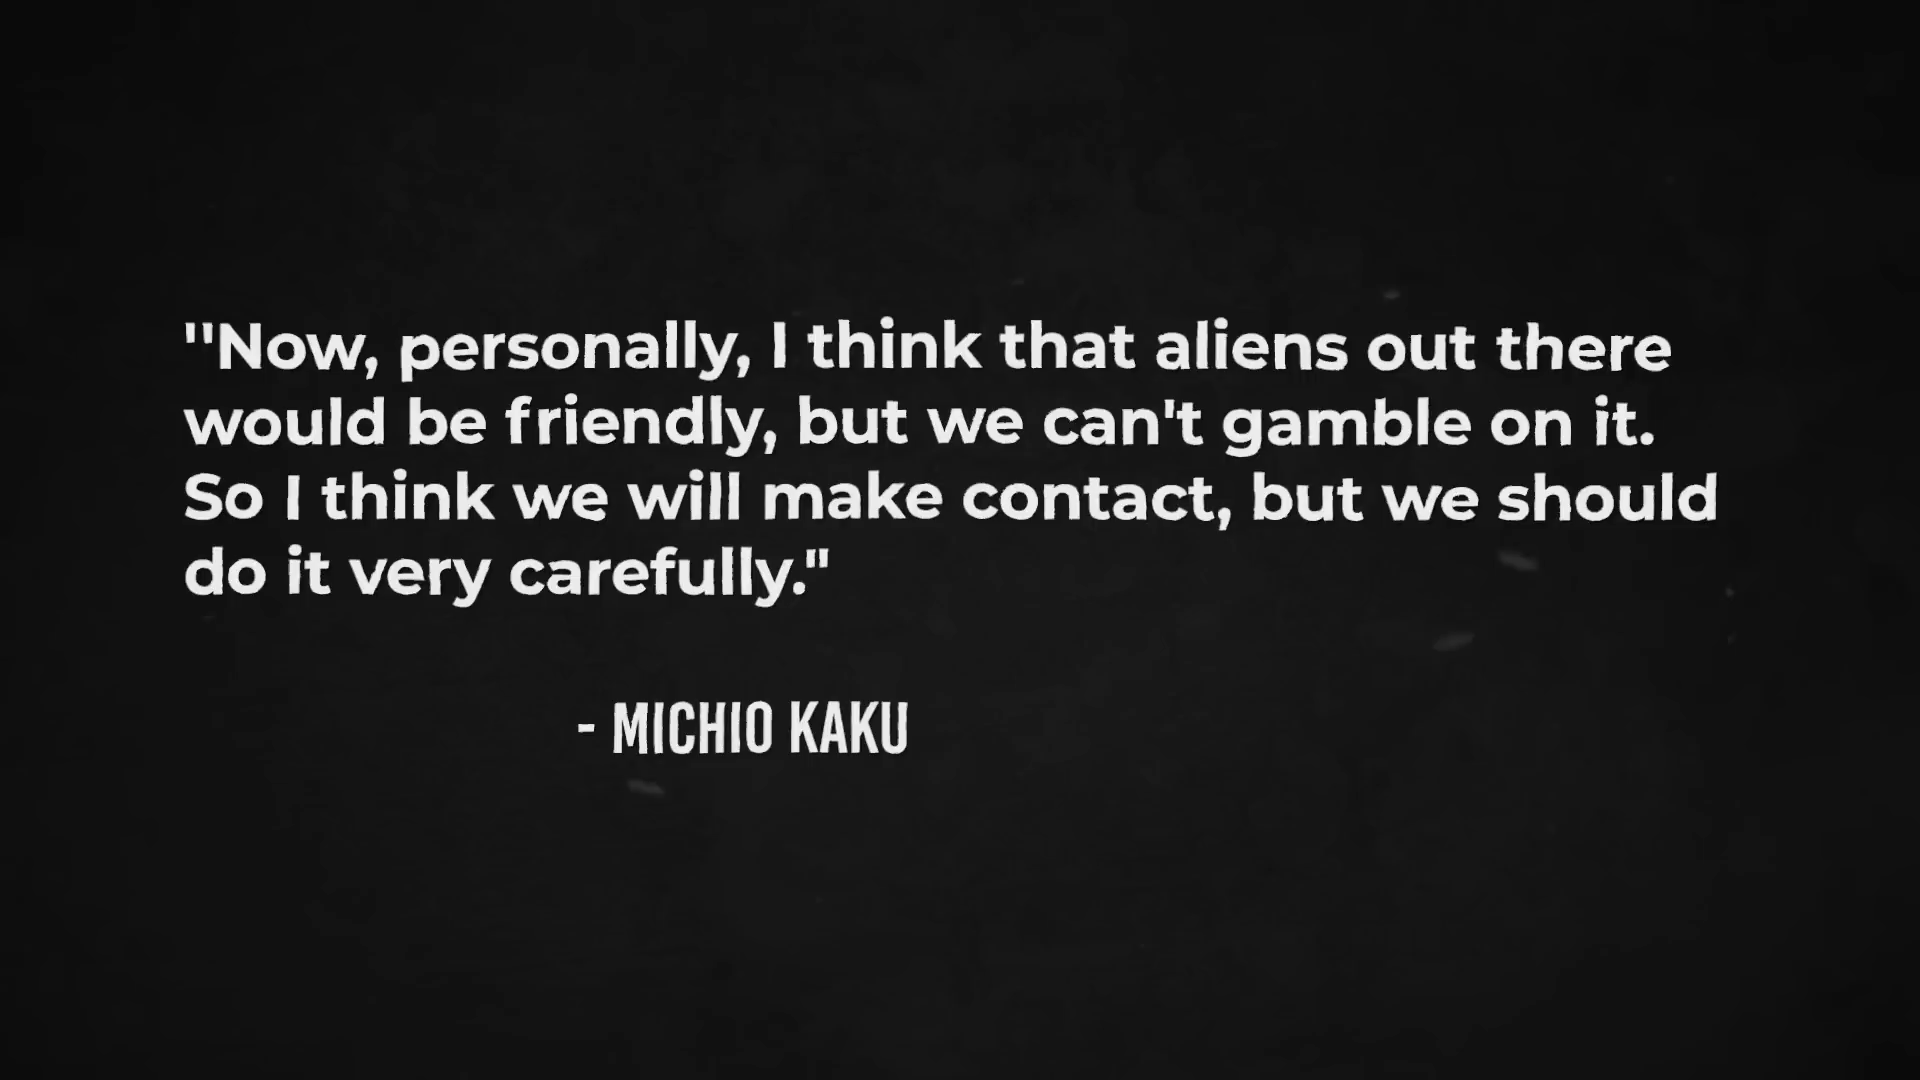 "Now, personally, I think that aliens out there
would be friendly, but we can't gamble on it.
So I think we will make contact, but we should
do it very carefully."
- MICHIO KAKU